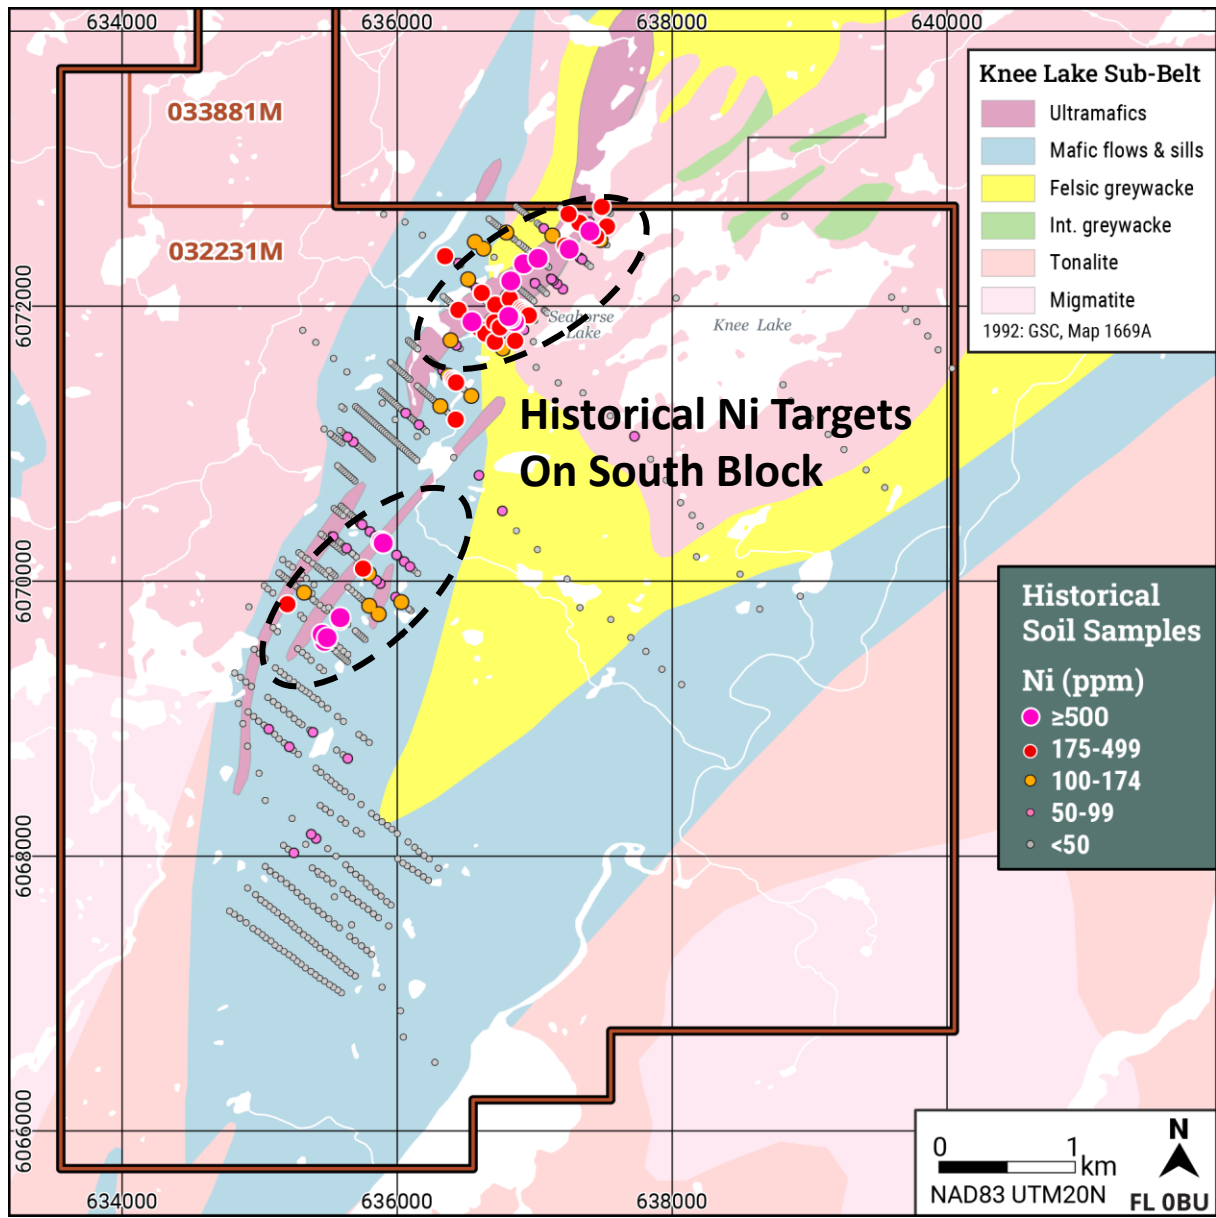 634000
636000
638000
640000
Knee Lake Sub-Belt
Ultramafics
Mafic flows & sills
Felsic greywacke
Int. greywacke
Tonalite
Migmatite
1992: GSC, Map 1669A
033881M
032231M
6072000
Seahorse
Lake
Knee Lake
Historical Ni Targets
On South Block
6070000
Historical
Soil Samples
Ni (ppm)
≥500
175-499
100-174
50-99
<50
6068000
6066000
0 1
km
NAD83 UTM20N
N
FL 0BU
634000
636000
638000